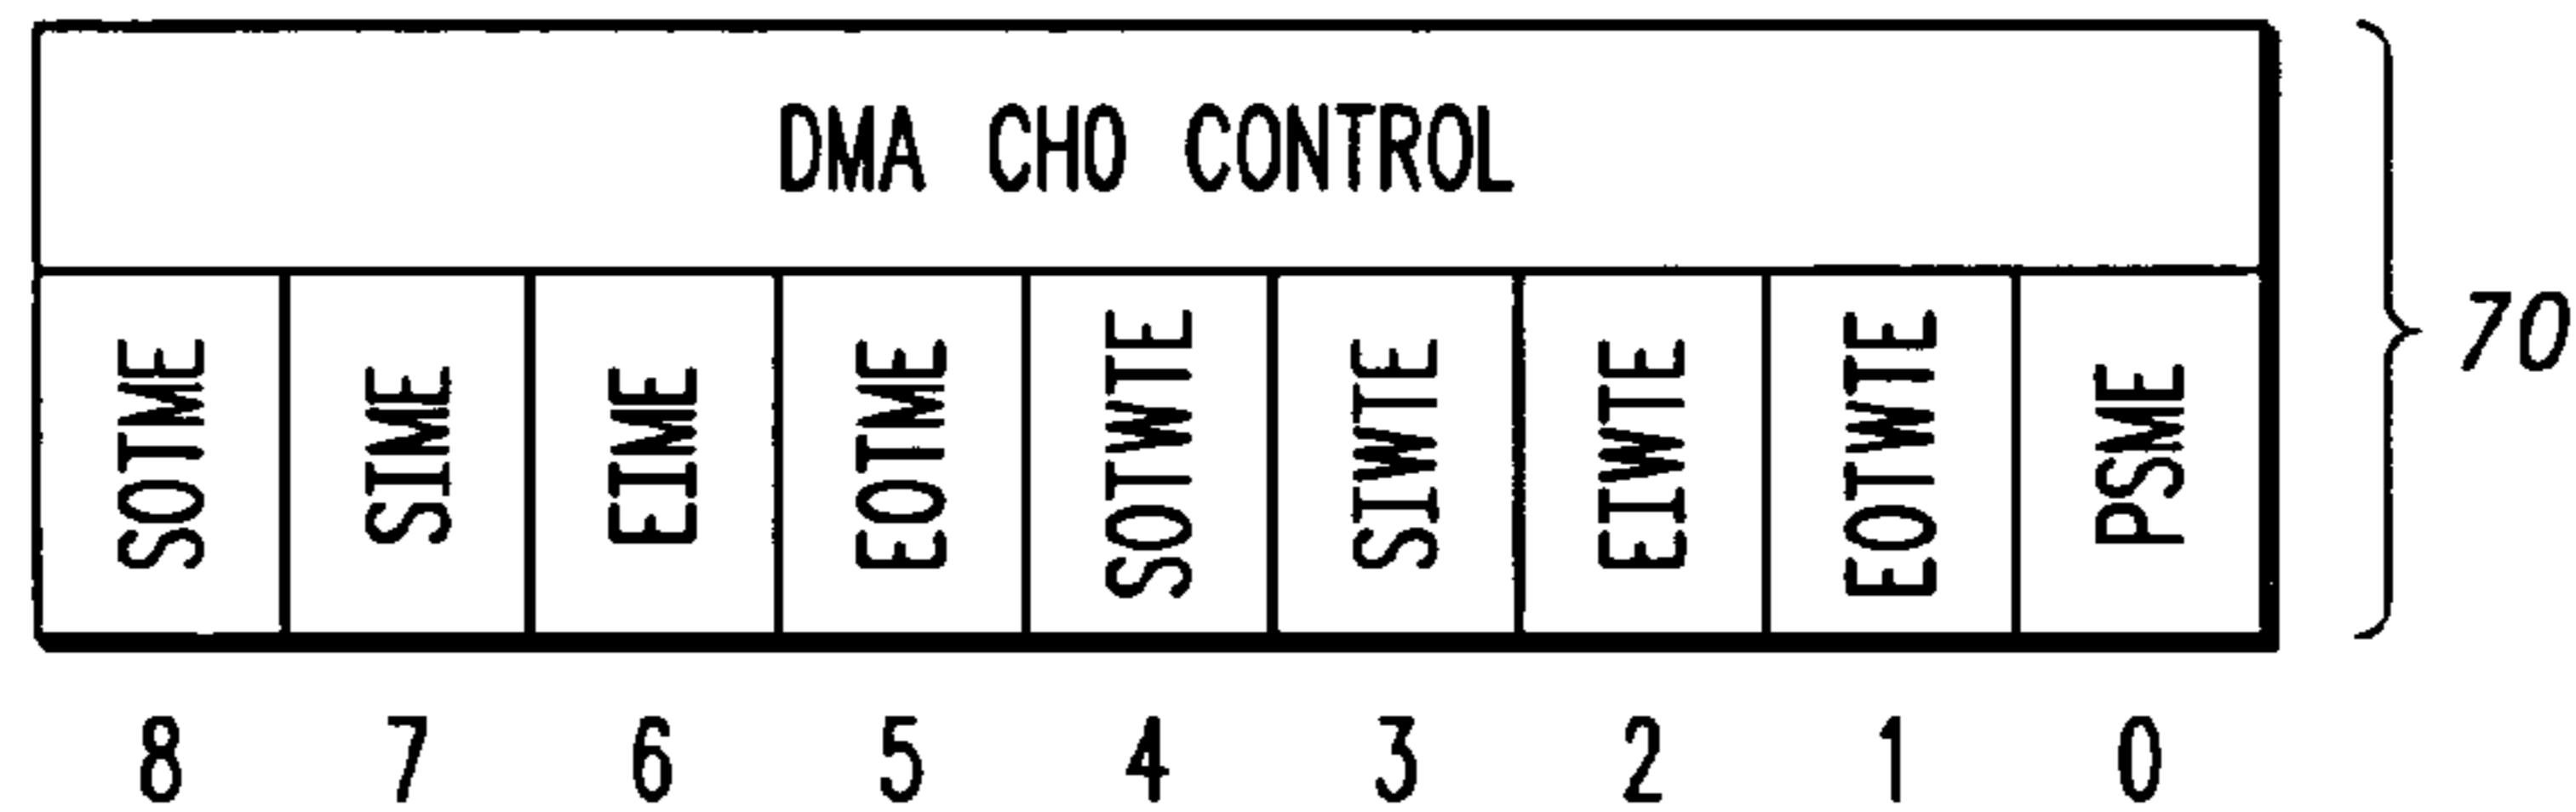 DMA CH0 CONTROL
SOTME SIME EIME EOTME SOTWTE SIWTE EIWTE EOTWTE PSME
70
8 7 6 5 4 3 2 1 0